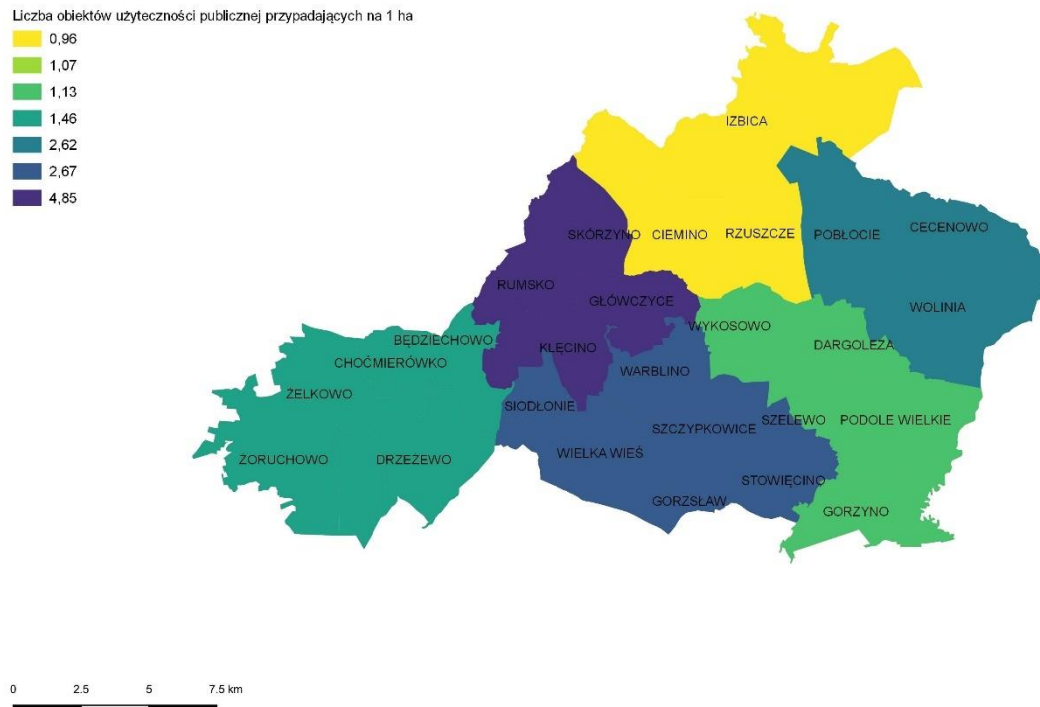 Liczba obiektów użyteczności publicznej przypadających na 1 ha
0,96
1,07
1,13
1,46
2,62
2,67
4,85
IZBICA
SKÓRZYNO
CIEMINO
RZUSZCZE
POBŁOCIE
CECENOWO
RUMSKO
GŁÓWCZYCE
WOLINIA
WYKOSOWO
BĘDZIECHOWO
KLĘCINO
DARGOLEZA
CHOĆMIERÓWKO
WARBLINO
ŻELKOWO
SIODŁONIE
SZCZYPKOWICE
SZELEWO
PODOLE WIELKIE
ŻORUCHOWO
DRZEŻEWO
WIELKA WIEŚ
STOWIĘCINO
GORZSŁAW
GORZYNO
0 2.5 5 7.5 km